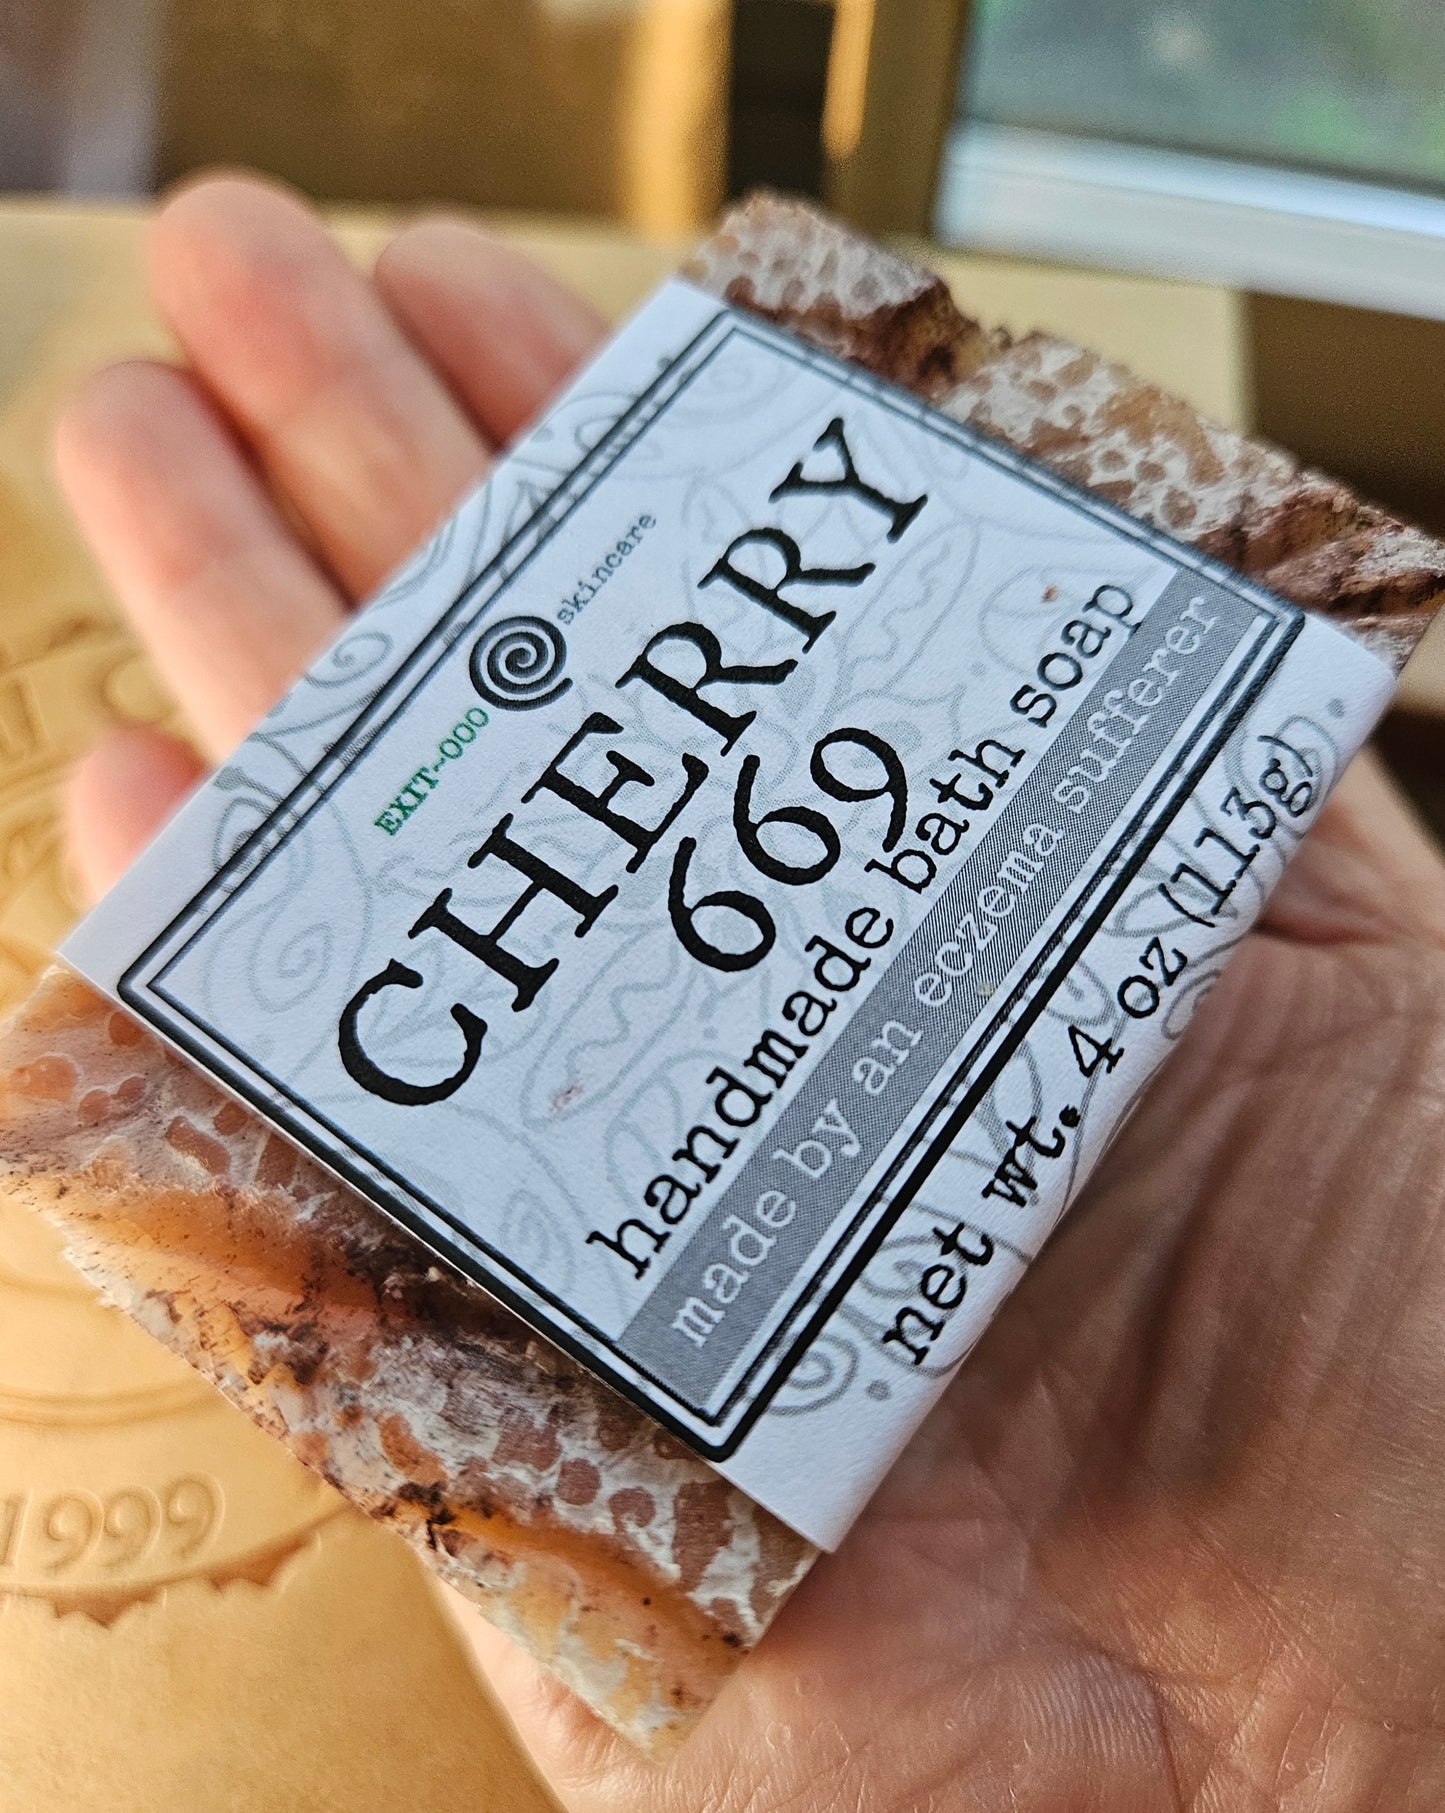 EXIT~000
skincare
CHERRY
669
handmade bath soap
made by an eczema sufferer
net wt. 4 oz (113g)
1999